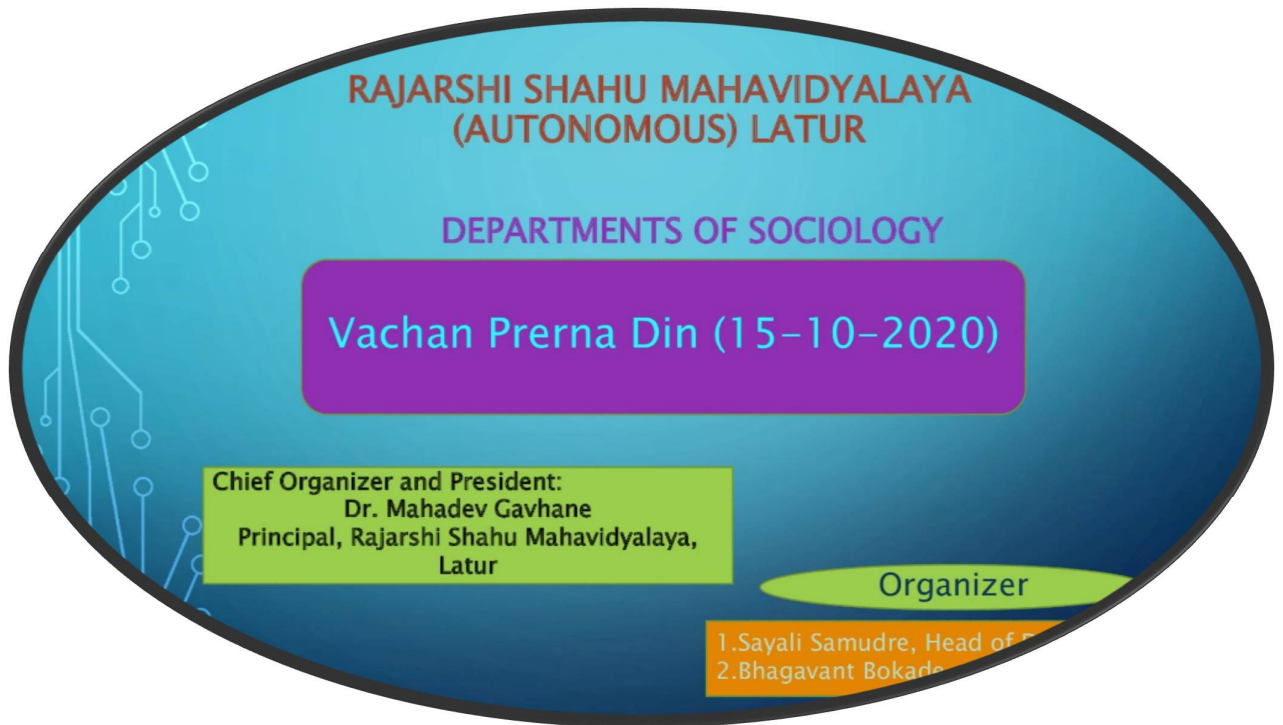 RAJARSHI SHAHU MAHAVIDYALAYA
(AUTONOMOUS) LATUR
DEPARTMENTS OF SOCIOLOGY
Vachan Prerna Din (15-10-2020)
Chief Organizer and President:
Dr. Mahadev Gavhane
Principal, Rajarshi Shahu Mahavidyalaya,
Latur
Organizer
1.Sayali Samudre, Head of
2.Bhagavant Bokade